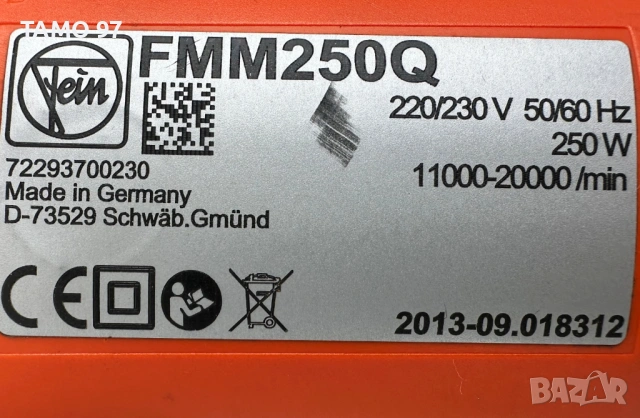 TAMO 97
Fein
FMM250Q
220/230 V 50/60 Hz
250 W
11000-20000 /min
72293700230
Made in Germany
D-73529 Schwäb.Gmünd
CE
2013-09.018312
BAZAR